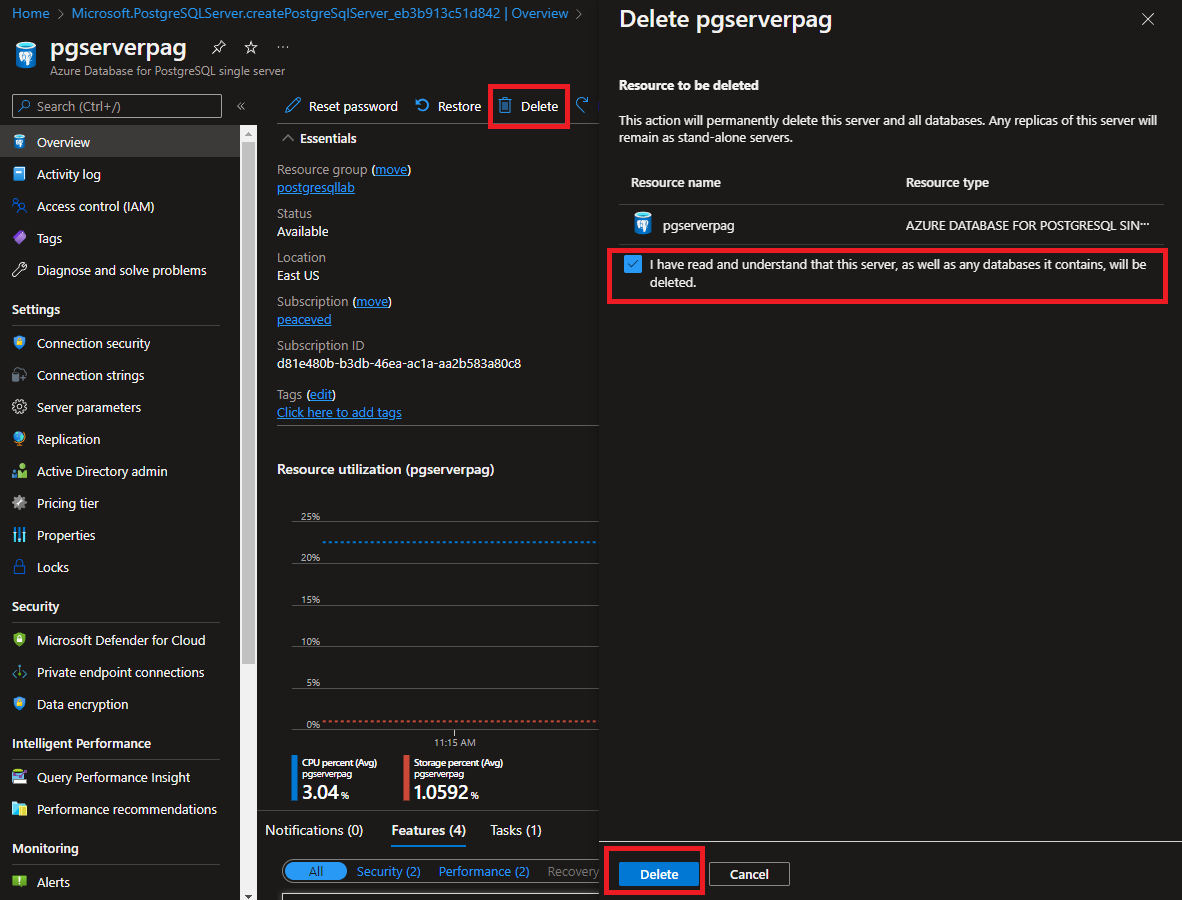 Home > Microsoft.PostgreSQLServer.createPostgreSqlServer_eb3b913c51d842 | Overview >
pgserverpag
Azure Database for PostgreSQL single server
Search (Ctrl+/)
«
Overview
Activity log
Access control (IAM)
Tags
Diagnose and solve problems
Settings
Connection security
Connection strings
Server parameters
Replication
Active Directory admin
Pricing tier
Properties
Locks
Security
Microsoft Defender for Cloud
Private endpoint connections
Data encryption
Intelligent Performance
Query Performance Insight
Performance recommendations
Monitoring
Alerts
Reset password
Restore
Delete
Essentials
Resource group (move)
postgresqllab
Status
Available
Location
East US
Subscription (move)
peaceved
Subscription ID
d81e480b-b3db-46ea-ac1a-aa2b583a80c8
Tags (edit)
Click here to add tags
Resource utilization (pgserverpag)
25%
20%
15%
10%
5%
0%
11:15 AM
CPU percent (Avg)
pgserverpag
3.04 %
Storage percent (Avg)
pgserverpag
1.0592 %
Notifications (0)
Features (4)
Tasks (1)
All
Security (2)
Performance (2)
Recovery
Delete pgserverpag
Resource to be deleted
This action will permanently delete this server and all databases. Any replicas of this server will
remain as stand-alone servers.
Resource name
Resource type
pgserverpag
AZURE DATABASE FOR POSTGRESQL SIN···
I have read and understand that this server, as well as any databases it contains, will be
deleted.
Delete
Cancel